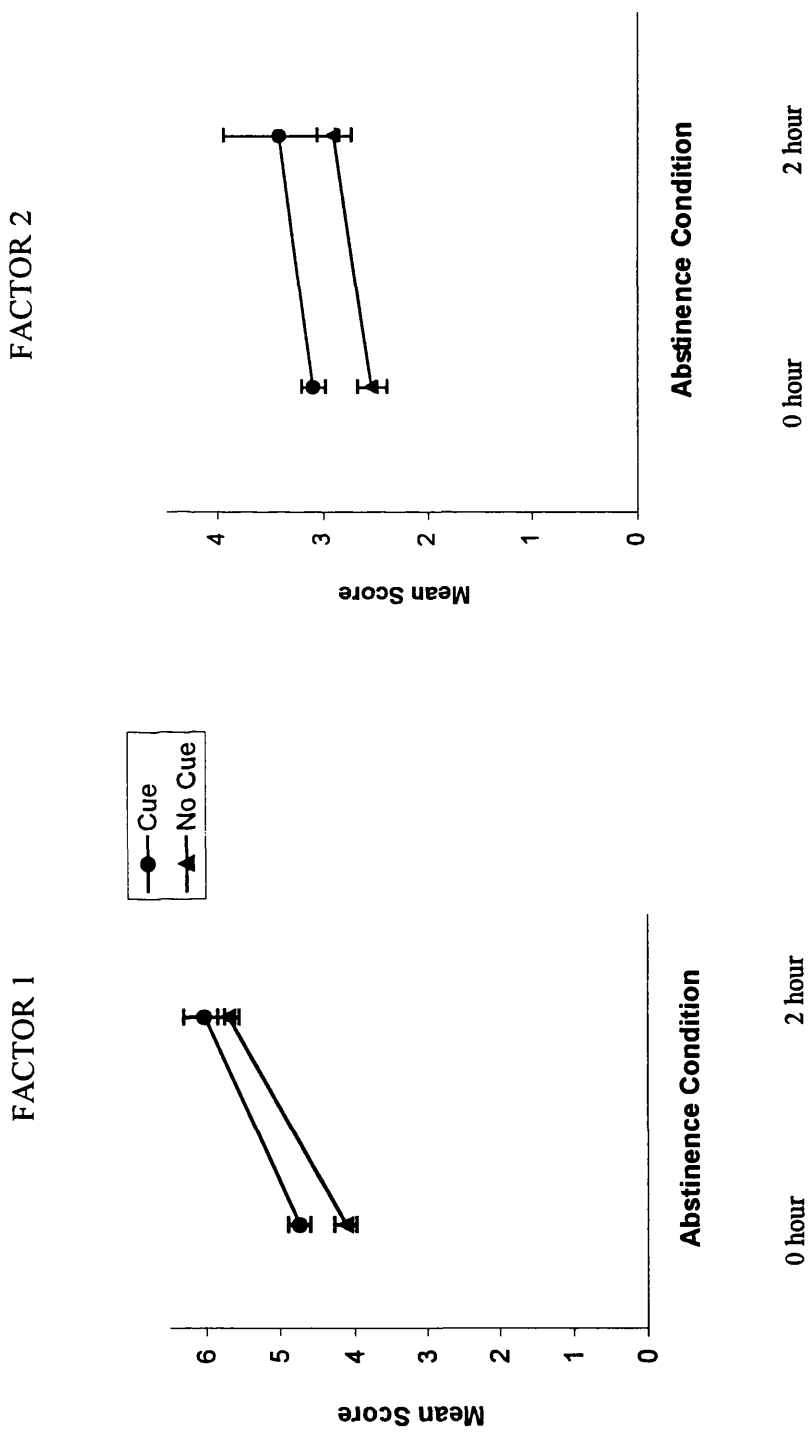 FACTOR 1
Cue
No Cue
Mean Score
6
5
4
3
2
1
0
Abstinence Condition
0 hour
2 hour
FACTOR 2
Mean Score
4
3
2
1
0
Abstinence Condition
0 hour
2 hour